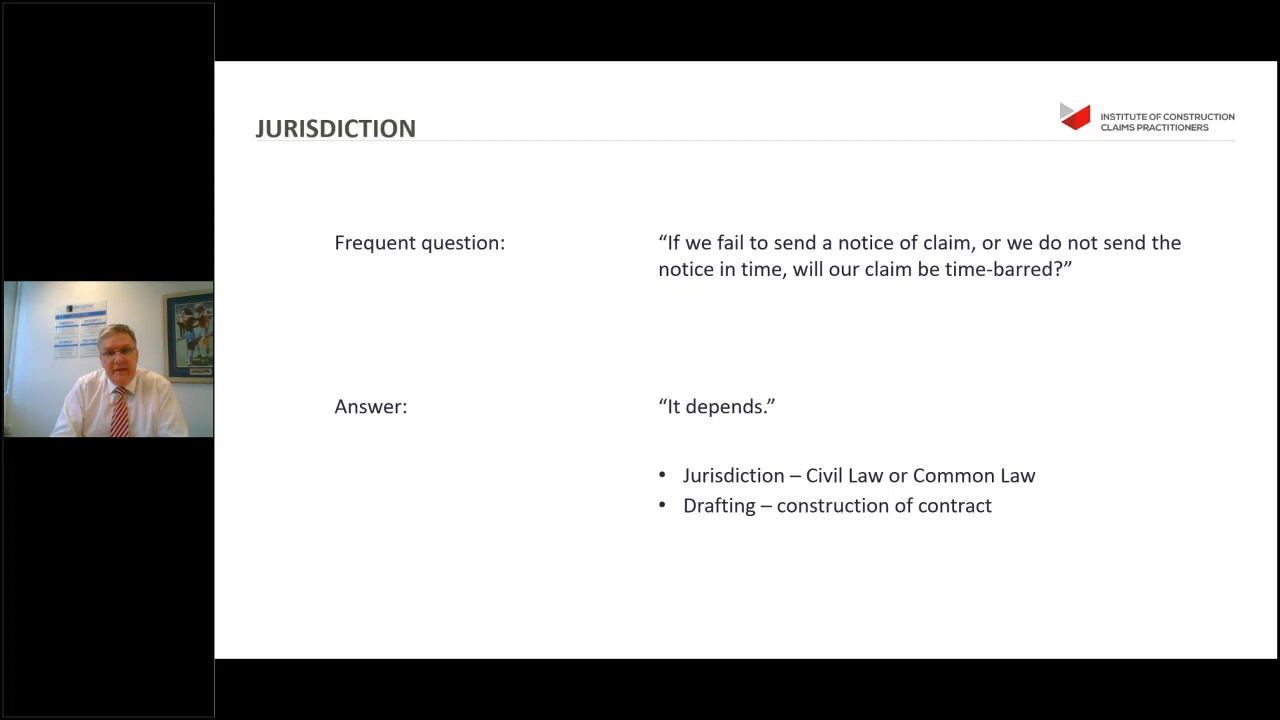 JURISDICTION
INSTITUTE OF CONSTRUCTION
CLAIMS PRACTITIONERS
Frequent question:
“If we fail to send a notice of claim, or we do not send the
notice in time, will our claim be time-barred?”
Answer:
“It depends.”
• Jurisdiction – Civil Law or Common Law
• Drafting – construction of contract